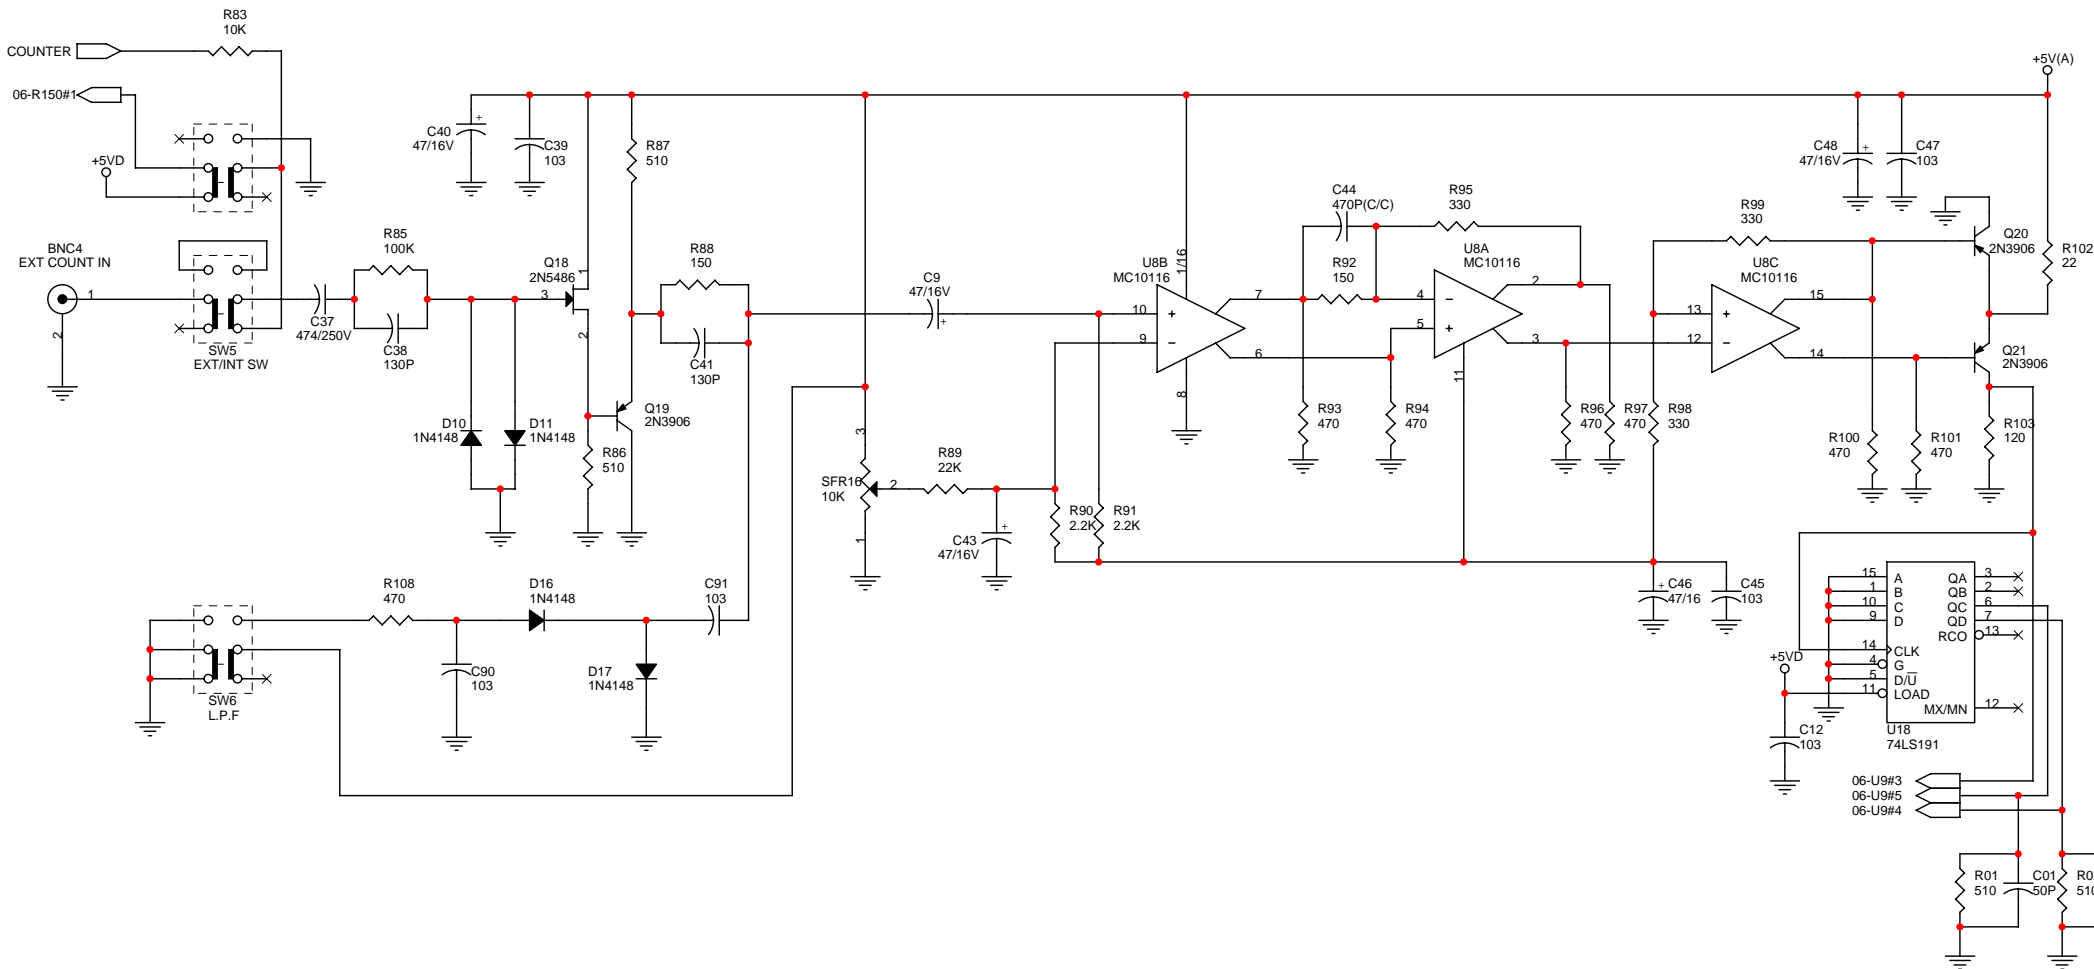 R83
10K
COUNTER
06-R150#1
+5VD
BNC4
EXT COUNT IN
1
2
SW5
EXT/INT SW
C37
474/250V
R85
100K
C38
130P
D10
1N4148
D11
1N4148
Q18
2N5486
1
3
2
C40
47/16V
+
C39
103
R87
510
R88
150
C41
130P
Q19
2N3906
R86
510
C9
47/16V
+
SFR16
10K
3
2
1
R89
22K
C43
47/16V
+
R90
2.2K
R91
2.2K
U8B
MC10116
1/16
10
9
+
−
7
6
8
C44
470P(C/C)
R92
150
R95
330
U8A
MC10116
4
5
−
+
2
3
11
R93
470
R94
470
R96
470
R97
470
R98
330
R99
330
U8C
MC10116
13
12
+
−
15
14
C48
47/16V
+
C47
103
+5V(A)
Q20
2N3906
R102
22
Q21
2N3906
R100
470
R101
470
R103
120
C46
47/16
+
C45
103
SW6
L.P.F
R108
470
C90
103
D16
1N4148
D17
1N4148
C91
103
+5VD
C12
103
15 A QA 3
1 B QB 2
10 C QC 6
9 D QD 7
RCO 13
14 CLK
4 G
5 D/U
11 LOAD
MX/MN 12
U18
74LS191
06-U9#3
06-U9#5
06-U9#4
R01
510
C01
50P
510